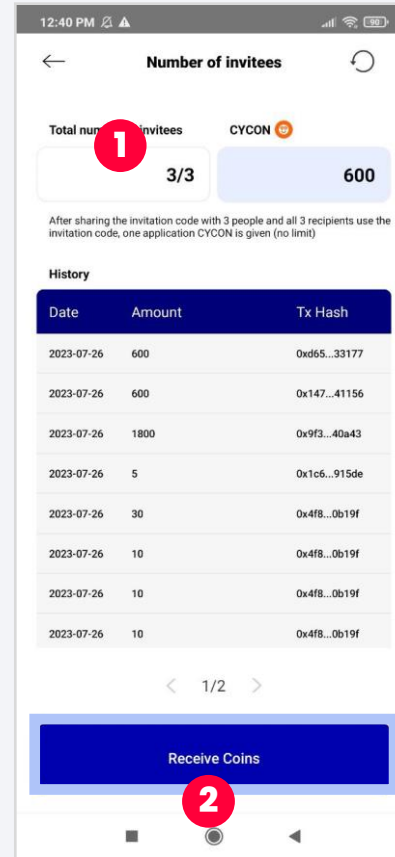 12:40 PM
90
Number of invitees
Total num invitees CYCON
1
3/3 600
After sharing the invitation code with 3 people and all 3 recipients use the
invitation code, one application CYCON is given (no limit)
History
Date Amount Tx Hash
2023-07-26 600 0xd65...33177
2023-07-26 600 0x147...41156
2023-07-26 1800 0x9f3...40a43
2023-07-26 5 0x1c6...915de
2023-07-26 30 0x4f8...0b19f
2023-07-26 10 0x4f8...0b19f
2023-07-26 10 0x4f8...0b19f
2023-07-26 10 0x4f8...0b19f
< 1/2 >
Receive Coins
2